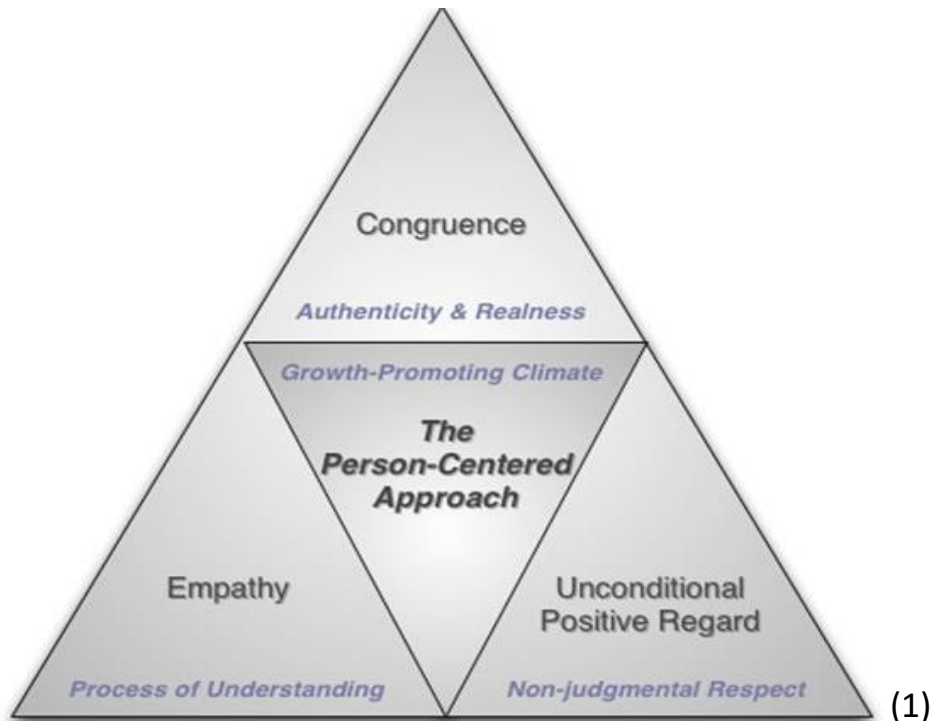 Congruence
Authenticity & Realness
Growth-Promoting Climate
The
Person-Centered
Approach
Empathy
Process of Understanding
Unconditional
Positive Regard
Non-judgmental Respect
(1)